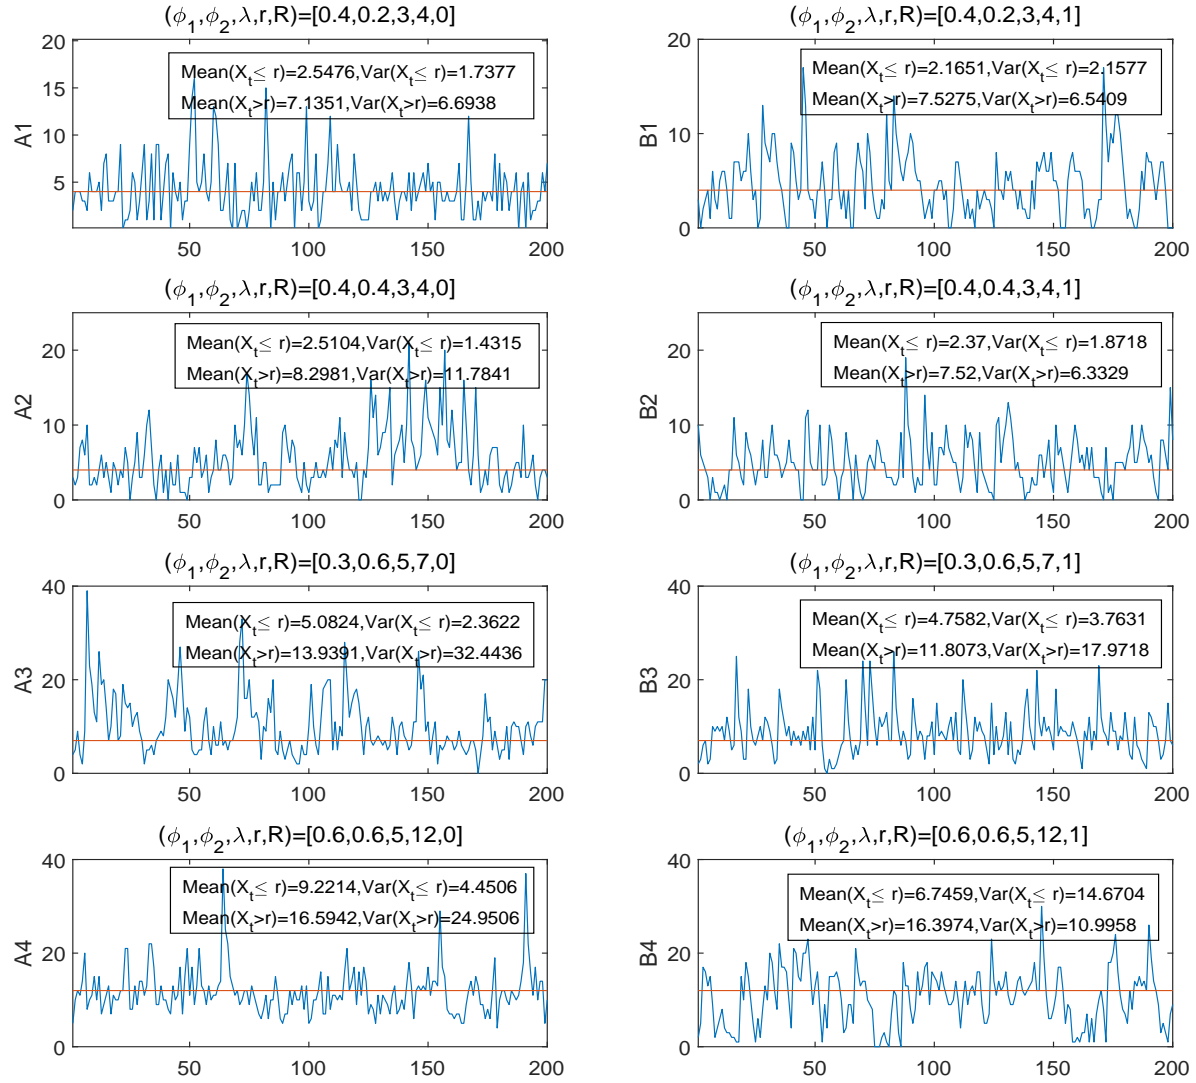 (ϕ1,ϕ2,λ,r,R)=[0.4,0.2,3,4,0]
Mean(Xt≤ r)=2.5476,Var(Xt≤ r)=1.7377
Mean(Xt>r)=7.1351,Var(Xt>r)=6.6938
A1
20
15
10
5
50
100
150
200
(ϕ1,ϕ2,λ,r,R)=[0.4,0.2,3,4,1]
Mean(Xt≤ r)=2.1651,Var(Xt≤ r)=2.1577
Mean(Xt>r)=7.5275,Var(Xt>r)=6.5409
B1
20
10
0
50
100
150
200
(ϕ1,ϕ2,λ,r,R)=[0.4,0.4,3,4,0]
Mean(Xt≤ r)=2.5104,Var(Xt≤ r)=1.4315
Mean(Xt>r)=8.2981,Var(Xt>r)=11.7841
A2
20
10
0
50
100
150
200
(ϕ1,ϕ2,λ,r,R)=[0.4,0.4,3,4,1]
Mean(Xt≤ r)=2.37,Var(Xt≤ r)=1.8718
Mean(Xt>r)=7.52,Var(Xt>r)=6.3329
B2
20
10
0
50
100
150
200
(ϕ1,ϕ2,λ,r,R)=[0.3,0.6,5,7,0]
Mean(Xt≤ r)=5.0824,Var(Xt≤ r)=2.3622
Mean(Xt>r)=13.9391,Var(Xt>r)=32.4436
A3
40
20
0
50
100
150
200
(ϕ1,ϕ2,λ,r,R)=[0.3,0.6,5,7,1]
Mean(Xt≤ r)=4.7582,Var(Xt≤ r)=3.7631
Mean(Xt>r)=11.8073,Var(Xt>r)=17.9718
B3
40
20
0
50
100
150
200
(ϕ1,ϕ2,λ,r,R)=[0.6,0.6,5,12,0]
Mean(Xt≤ r)=9.2214,Var(Xt≤ r)=4.4506
Mean(Xt>r)=16.5942,Var(Xt>r)=24.9506
A4
40
20
0
50
100
150
200
(ϕ1,ϕ2,λ,r,R)=[0.6,0.6,5,12,1]
Mean(Xt≤ r)=6.7459,Var(Xt≤ r)=14.6704
Mean(Xt>r)=16.3974,Var(Xt>r)=10.9958
B4
40
20
0
50
100
150
200